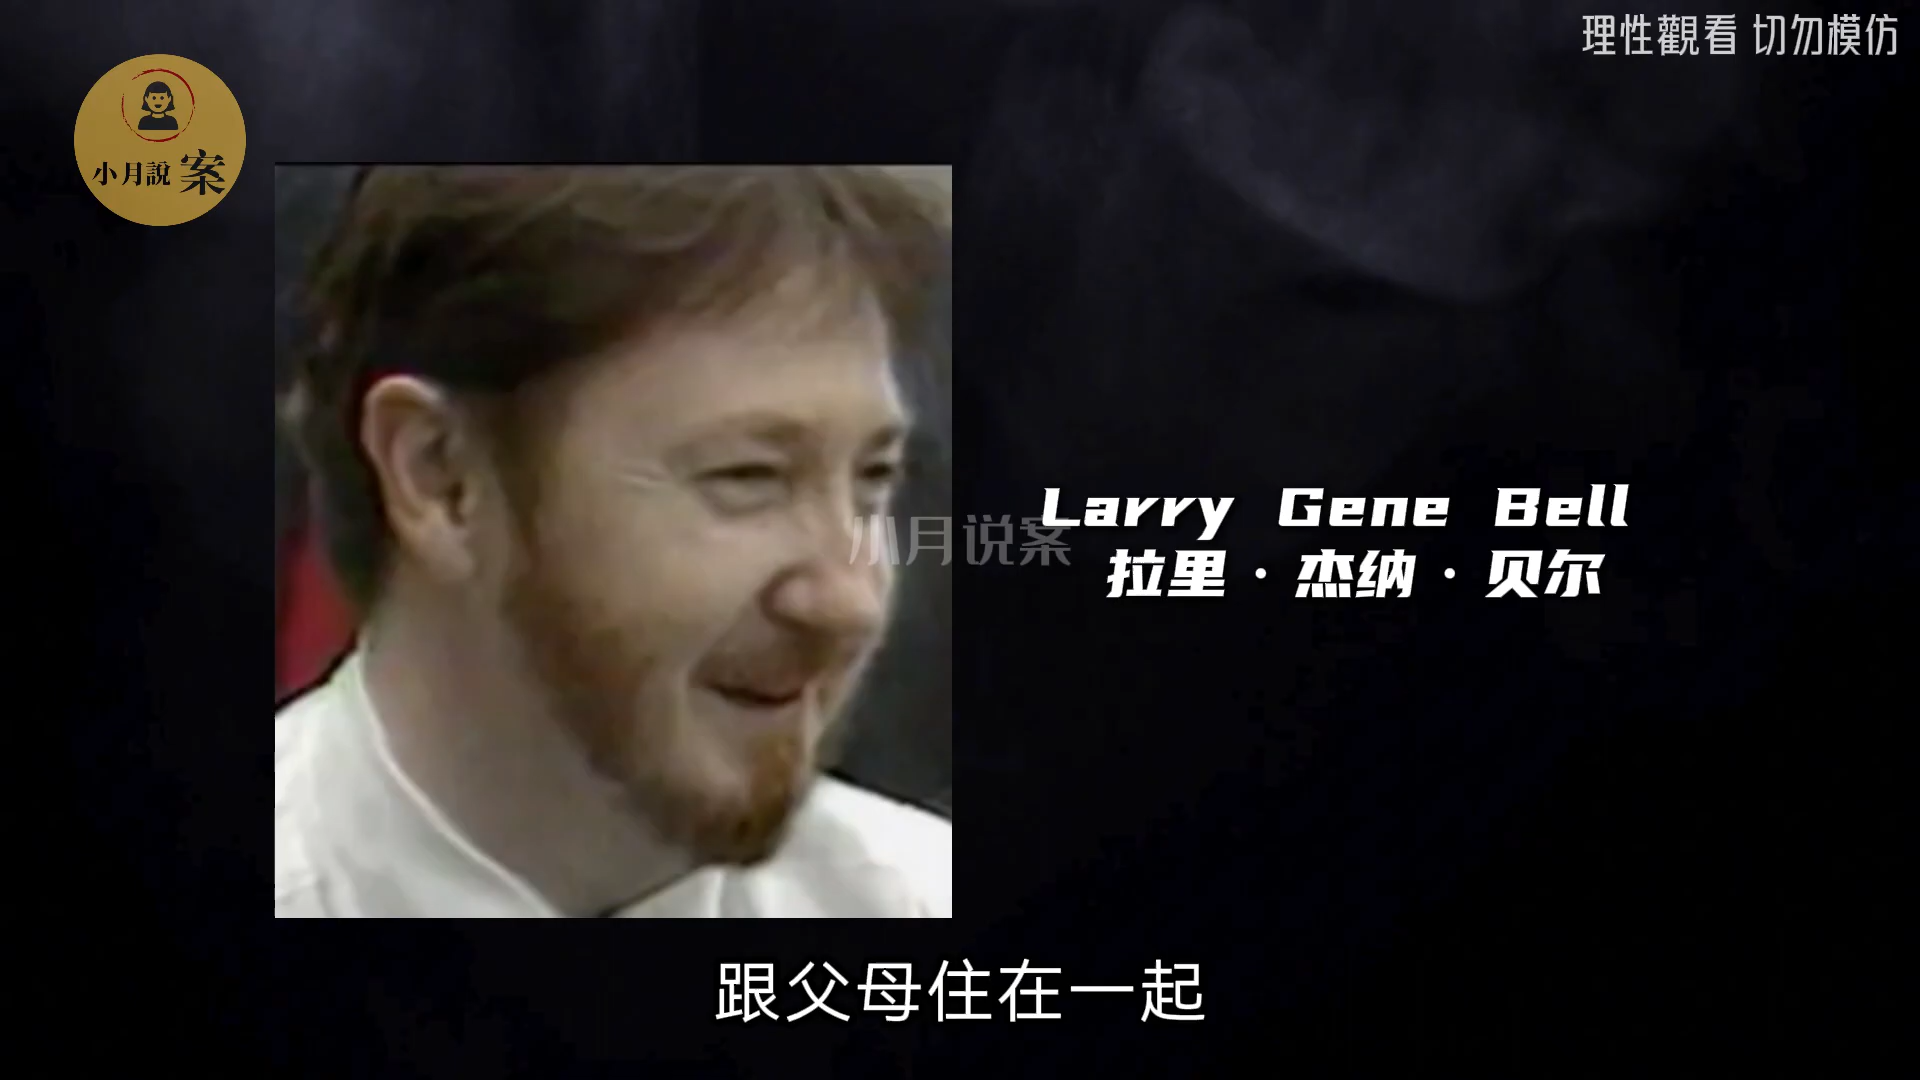 理性觀看 切勿模仿
小月說案
小月说案
Larry Gene Bell
拉里·杰纳·贝尔
跟父母住在一起